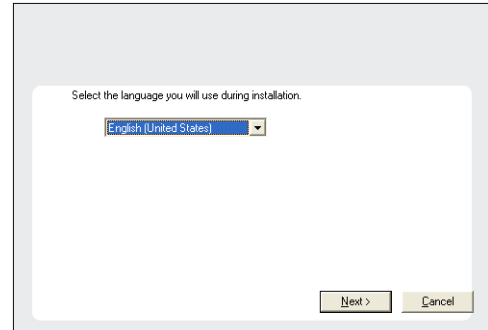 Select the language you will use during installation.
English (United States)
Next >
Cancel